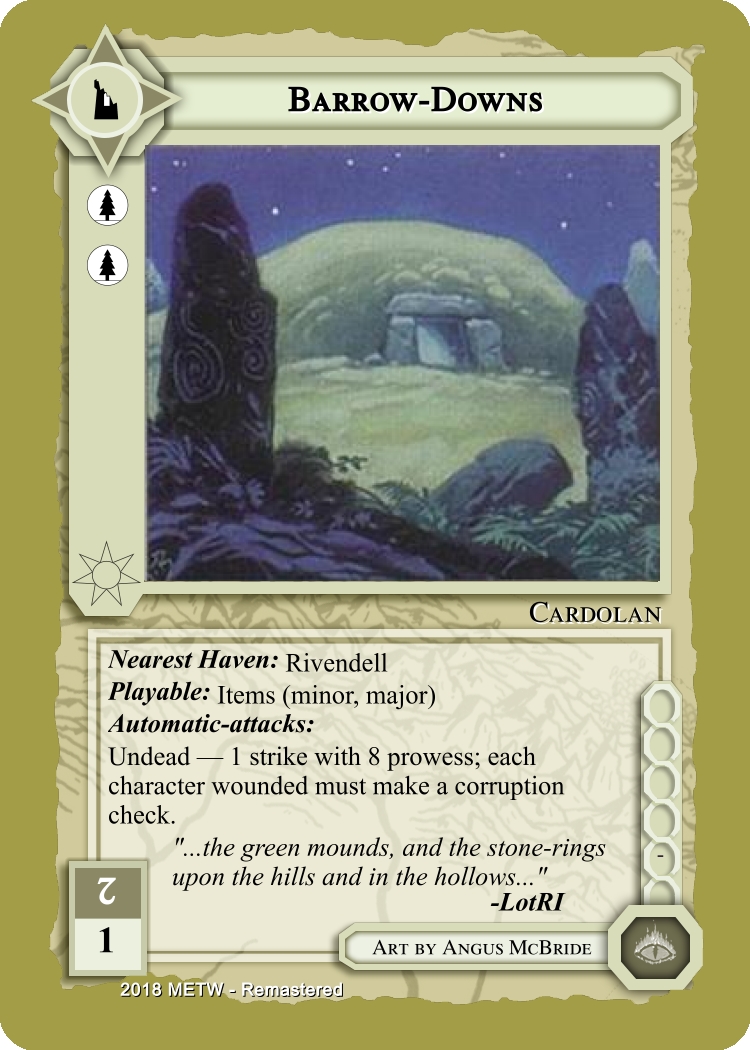 Barrow-Downs
Cardolan
Nearest Haven: Rivendell
Playable: Items (minor, major)
Automatic-attacks:
Undead — 1 strike with 8 prowess; each
character wounded must make a corruption
check.
"...the green mounds, and the stone-rings
upon the hills and in the hollows..."
-LotRI
-
2
1
Art by Angus McBride
2018 METW - Remastered